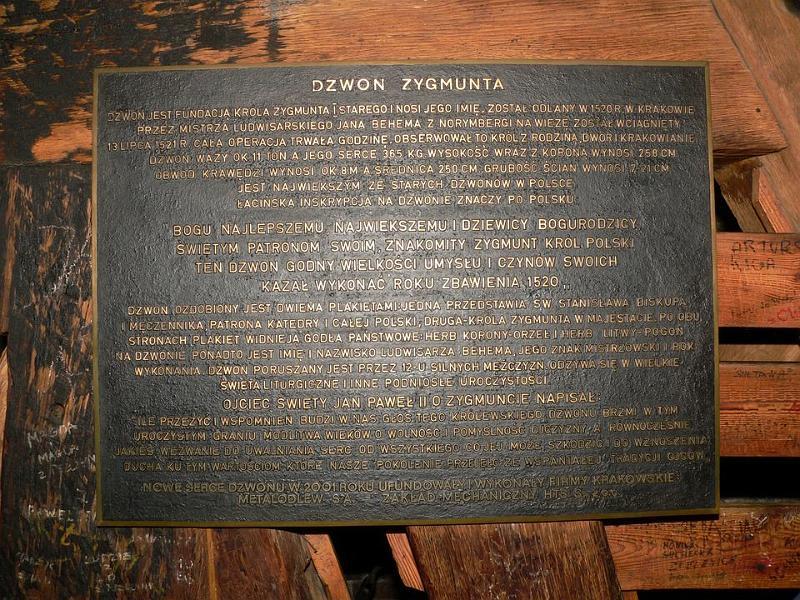 DZWON ZYGMUNTA
DZWON JEST FUNDACJĄ KRÓLA ZYGMUNTA I STAREGO I NOSI JEGO IMIĘ. ZOSTAŁ ODLANY W 1520 R. W KRAKOWIE
PRZEZ MISTRZA LUDWISARSKIEGO JANA BEHEMA Z NORYMBERGI NA WIEŻĘ ZOSTAŁ WCIĄGNIĘTY
13 LIPCA 1521 R. CAŁA OPERACJA TRWAŁA GODZINĘ, OBSERWOWAŁ TO KRÓL Z RODZINĄ, DWÓR I KRAKOWIANIE.
DZWON WAŻY OK. 11 TON A JEGO SERCE 365 KG. WYSOKOŚĆ WRAZ Z KORONĄ WYNOSI 258 CM.
OBWÓD KRAWĘDZI WYNOSI OK. 8 M A ŚREDNICA 250 CM, GRUBOŚĆ ŚCIAN WYNOSI 7-21 CM.
JEST NAJWIĘKSZYM ZE STARYCH DZWONÓW W POLSCE.
ŁACIŃSKA INSKRYPCJA NA DZWONIE ZNACZY PO POLSKU:
"BOGU NAJLEPSZEMU, NAJWIĘKSZEMU I DZIEWICY BOGURODZICY,
ŚWIĘTYM PATRONOM SWOIM, ZNAKOMITY ZYGMUNT KRÓL POLSKI
TEN DZWON GODNY WIELKOŚCI UMYSŁU I CZYNÓW SWOICH
KAZAŁ WYKONAĆ ROKU ZBAWIENIA 1520,,
DZWON OZDOBIONY JEST DWIEMA PLAKIETAMI: JEDNA PRZEDSTAWIA ŚW. STANISŁAWA BISKUPA
I MĘCZENNIKA, PATRONA KATEDRY I CAŁEJ POLSKI, DRUGA-KRÓLA ZYGMUNTA W MAJESTACIE. PO OBU
STRONACH PLAKIET WIDNIEJĄ GODŁA PAŃSTWOWE: HERB KORONY-ORZEŁ I HERB LITWY-POGOŃ.
NA DZWONIE PONADTO JEST IMIĘ I NAZWISKO LUDWISARZA BEHEMA, JEGO ZNAK MISTRZOWSKI I ROK
WYKONANIA. DZWON PORUSZANY JEST PRZEZ 12-U SILNYCH MĘŻCZYZN. ODZYWA SIĘ W WIELKIE
ŚWIĘTA LITURGICZNE I INNE PODNIOSŁE UROCZYSTOŚCI.
OJCIEC ŚWIĘTY JAN PAWEŁ II O ZYGMUNCIE NAPISAŁ:
"ILE PRZEŻYĆ I WSPOMNIEŃ BUDZI W NAS GŁOS TEGO KRÓLEWSKIEGO DZWONU. BRZMI W TYM
UROCZYSTYM GRANIU MODLITWA WIEKÓW O WOLNOŚĆ I POMYŚLNOŚĆ OJCZYZNY, A RÓWNOCZEŚNIE
JAKIEŚ WEZWANIE DO UWALNIANIA SERC OD WSZYSTKIEGO CO JEJ MOŻE SZKODZIĆ I DO WZNOSZENIA
DUCHA KU TYM WARTOŚCIOM, KTÓRE NASZE POKOLENIE PRZEJĘŁO ZE WSPANIAŁEJ TRADYCJI OJCÓW.
NOWE SERCE DZWONU W 2001 ROKU UFUNDOWAŁY I WYKONAŁY FIRMY KRAKOWSKIE:
METALODLEW S.A. ZAKŁAD MECHANICZNY HTS
ARTURS